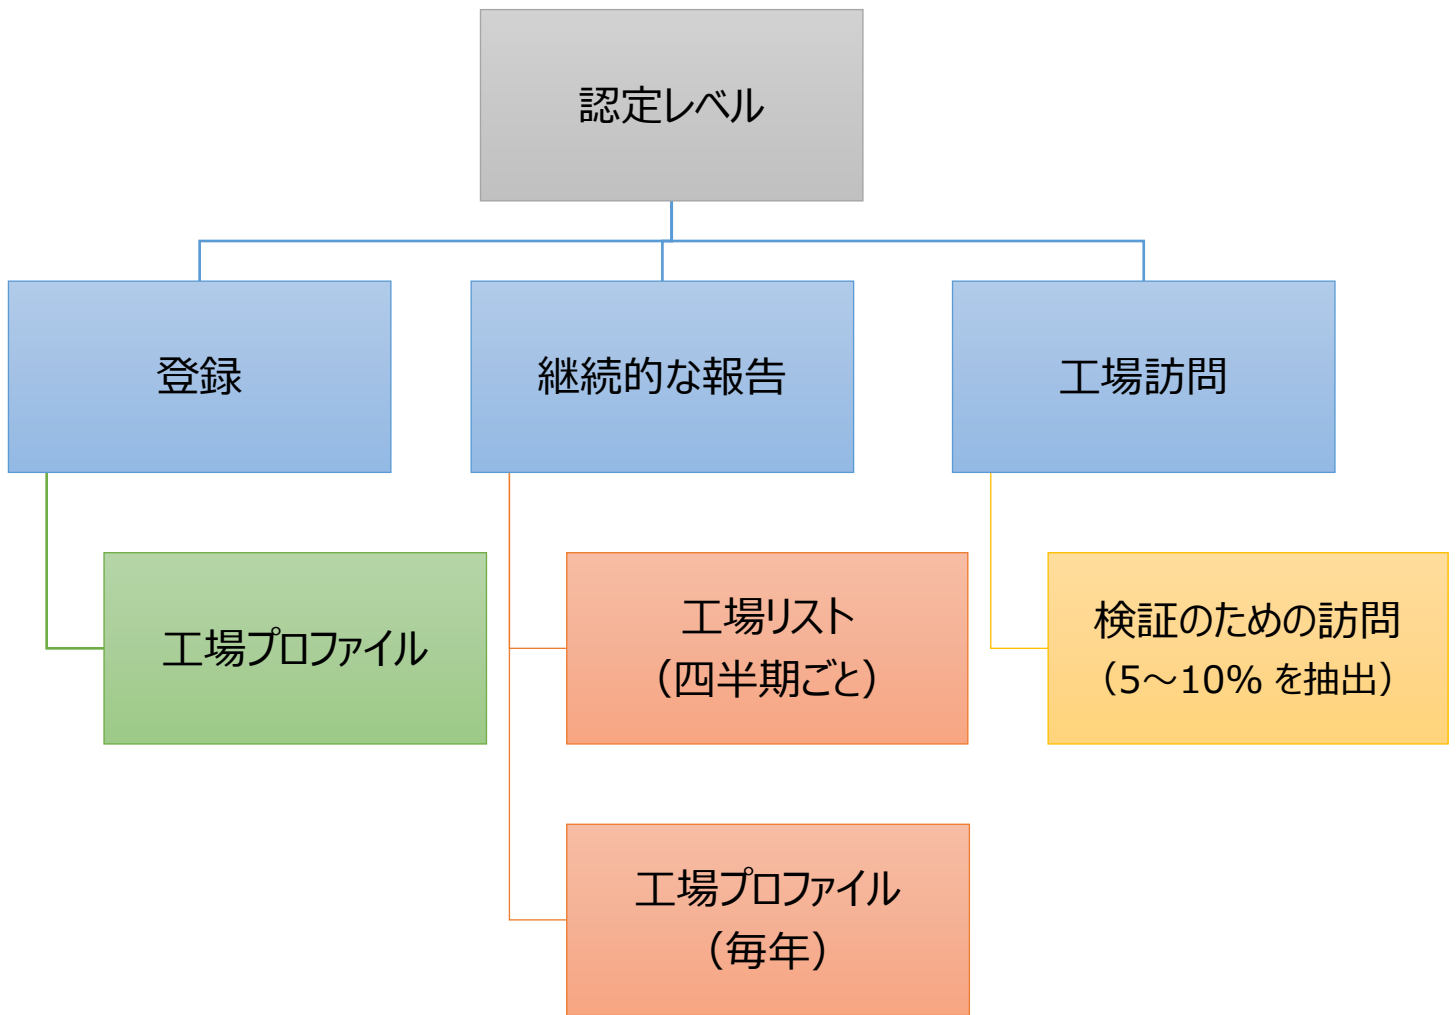 認定レベル
登録
継続的な報告
工場訪問
工場プロファイル
工場リスト
（四半期ごと）
検証のための訪問
（5～10% を抽出）
工場プロファイル
（毎年）